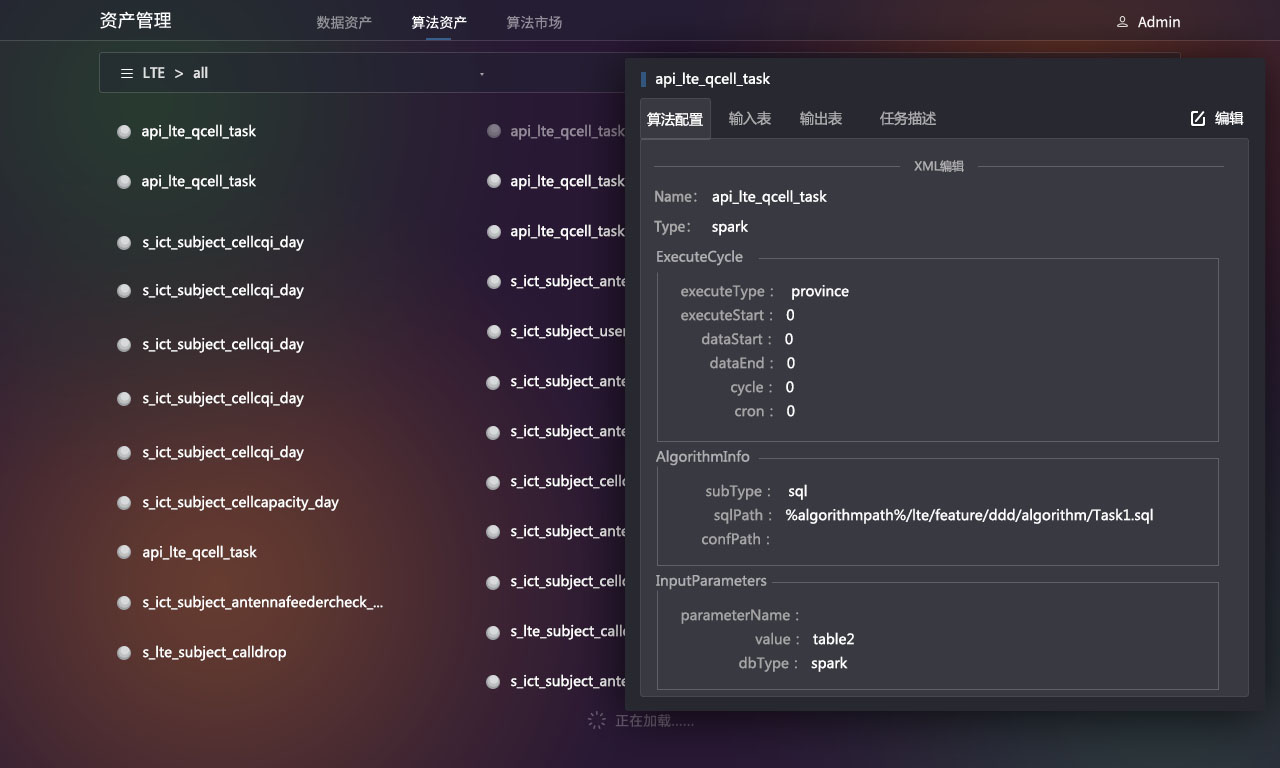 资产管理
数据资产
算法资产
算法市场
Admin
LTE > all
api_lte_qcell_task
api_lte_qcell_task
s_ict_subject_cellcqi_day
s_ict_subject_cellcqi_day
s_ict_subject_cellcqi_day
s_ict_subject_cellcqi_day
s_ict_subject_cellcqi_day
s_ict_subject_cellcapacity_day
api_lte_qcell_task
s_ict_subject_antennafeedercheck_...
s_lte_subject_calldrop
api_lte_qcell_task
api_lte_qcell_task
api_lte_qcell_task
s_ict_subject_ante
s_ict_subject_user
s_ict_subject_ante
s_ict_subject_ante
s_ict_subject_cellc
s_ict_subject_ante
s_ict_subject_cellc
s_lte_subject_calld
s_ict_subject_ante
正在加载......
api_lte_qcell_task
算法配置
输入表
输出表
任务描述
编辑
XML编辑
Name: api_lte_qcell_task
Type: spark
ExecuteCycle
executeType : province
executeStart : 0
dataStart : 0
dataEnd : 0
cycle : 0
cron : 0
AlgorithmInfo
subType : sql
sqlPath : %algorithmpath%/lte/feature/ddd/algorithm/Task1.sql
confPath :
InputParameters
parameterName :
value : table2
dbType : spark